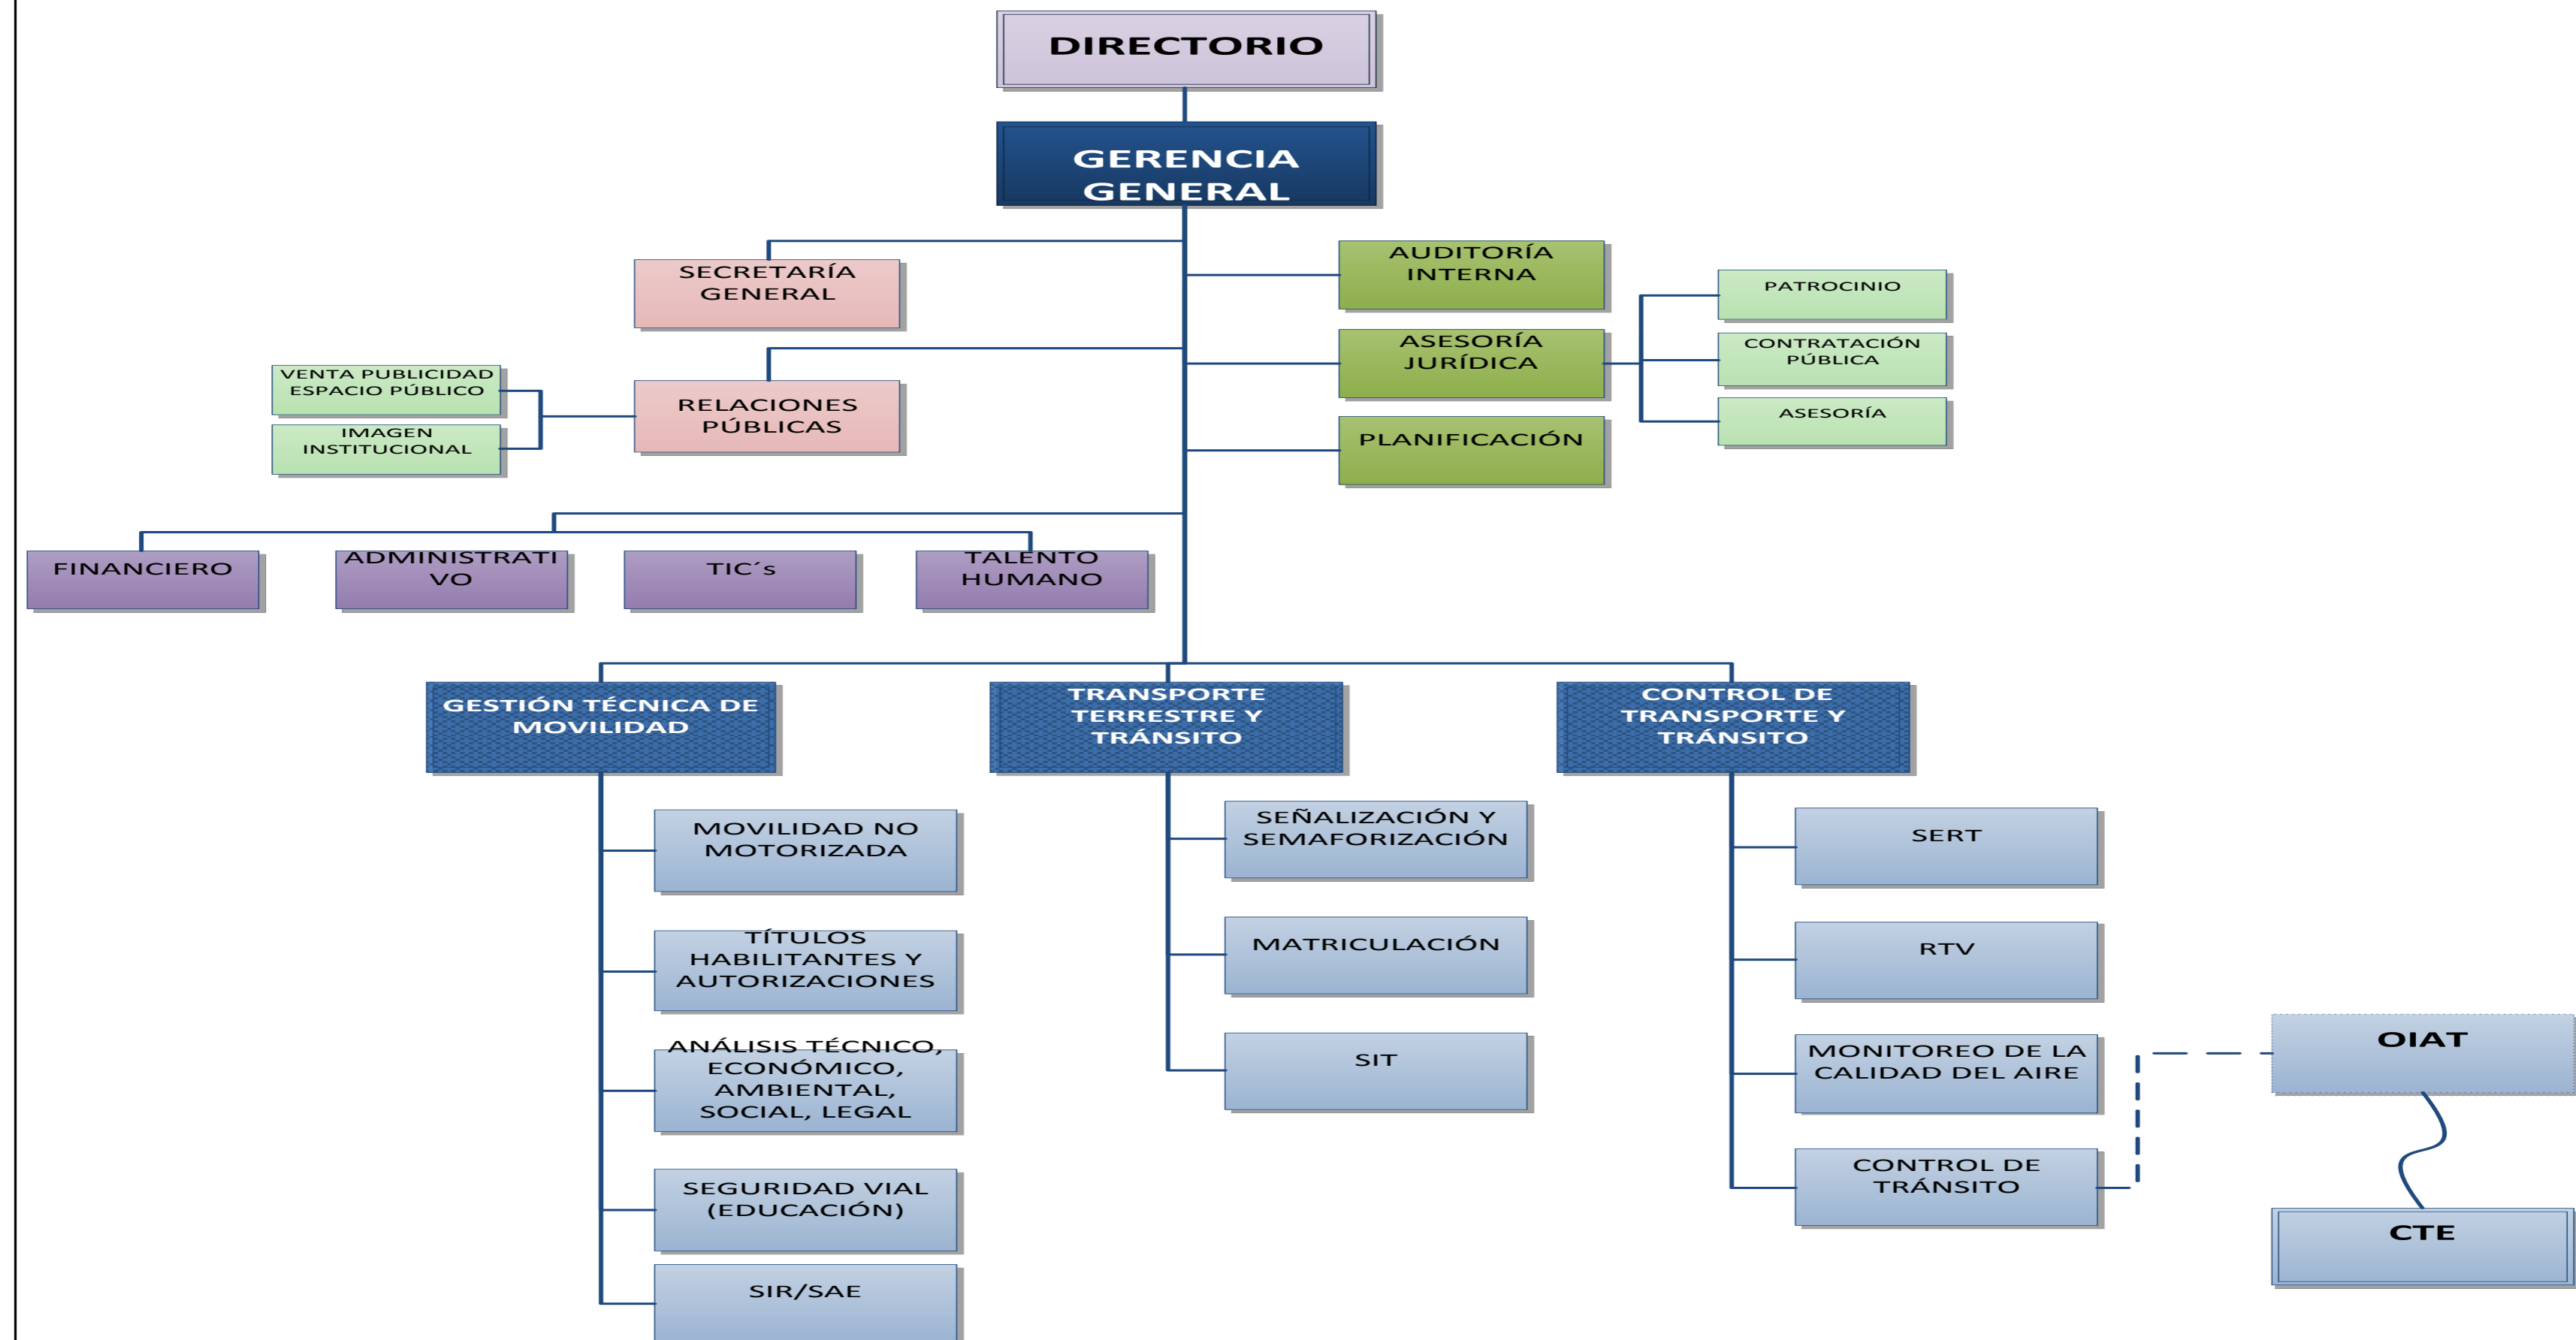 DIRECTORIO
GERENCIA
GENERAL
SECRETARÍA
GENERAL
AUDITORÍA
INTERNA
PATROCINIO
ASESORÍA
JURÍDICA
CONTRATACIÓN
PÚBLICA
VENTA PUBLICIDAD
ESPACIO PÚBLICO
RELACIONES
PÚBLICAS
ASESORÍA
IMAGEN
INSTITUCIONAL
PLANIFICACIÓN
FINANCIERO
ADMINISTRATI
VO
TIC´s
TALENTO
HUMANO
GESTIÓN TÉCNICA DE
MOVILIDAD
TRANSPORTE
TERRESTRE Y
TRÁNSITO
CONTROL DE
TRANSPORTE Y
TRÁNSITO
MOVILIDAD NO
MOTORIZADA
TÍTULOS
HABILITANTES Y
AUTORIZACIONES
ANÁLISIS TÉCNICO,
ECONÓMICO,
AMBIENTAL,
SOCIAL, LEGAL
SEGURIDAD VIAL
(EDUCACIÓN)
SIR/SAE
SEÑALIZACIÓN Y
SEMAFORIZACIÓN
MATRICULACIÓN
SIT
SERT
RTV
MONITOREO DE LA
CALIDAD DEL AIRE
CONTROL DE
TRÁNSITO
OIAT
CTE